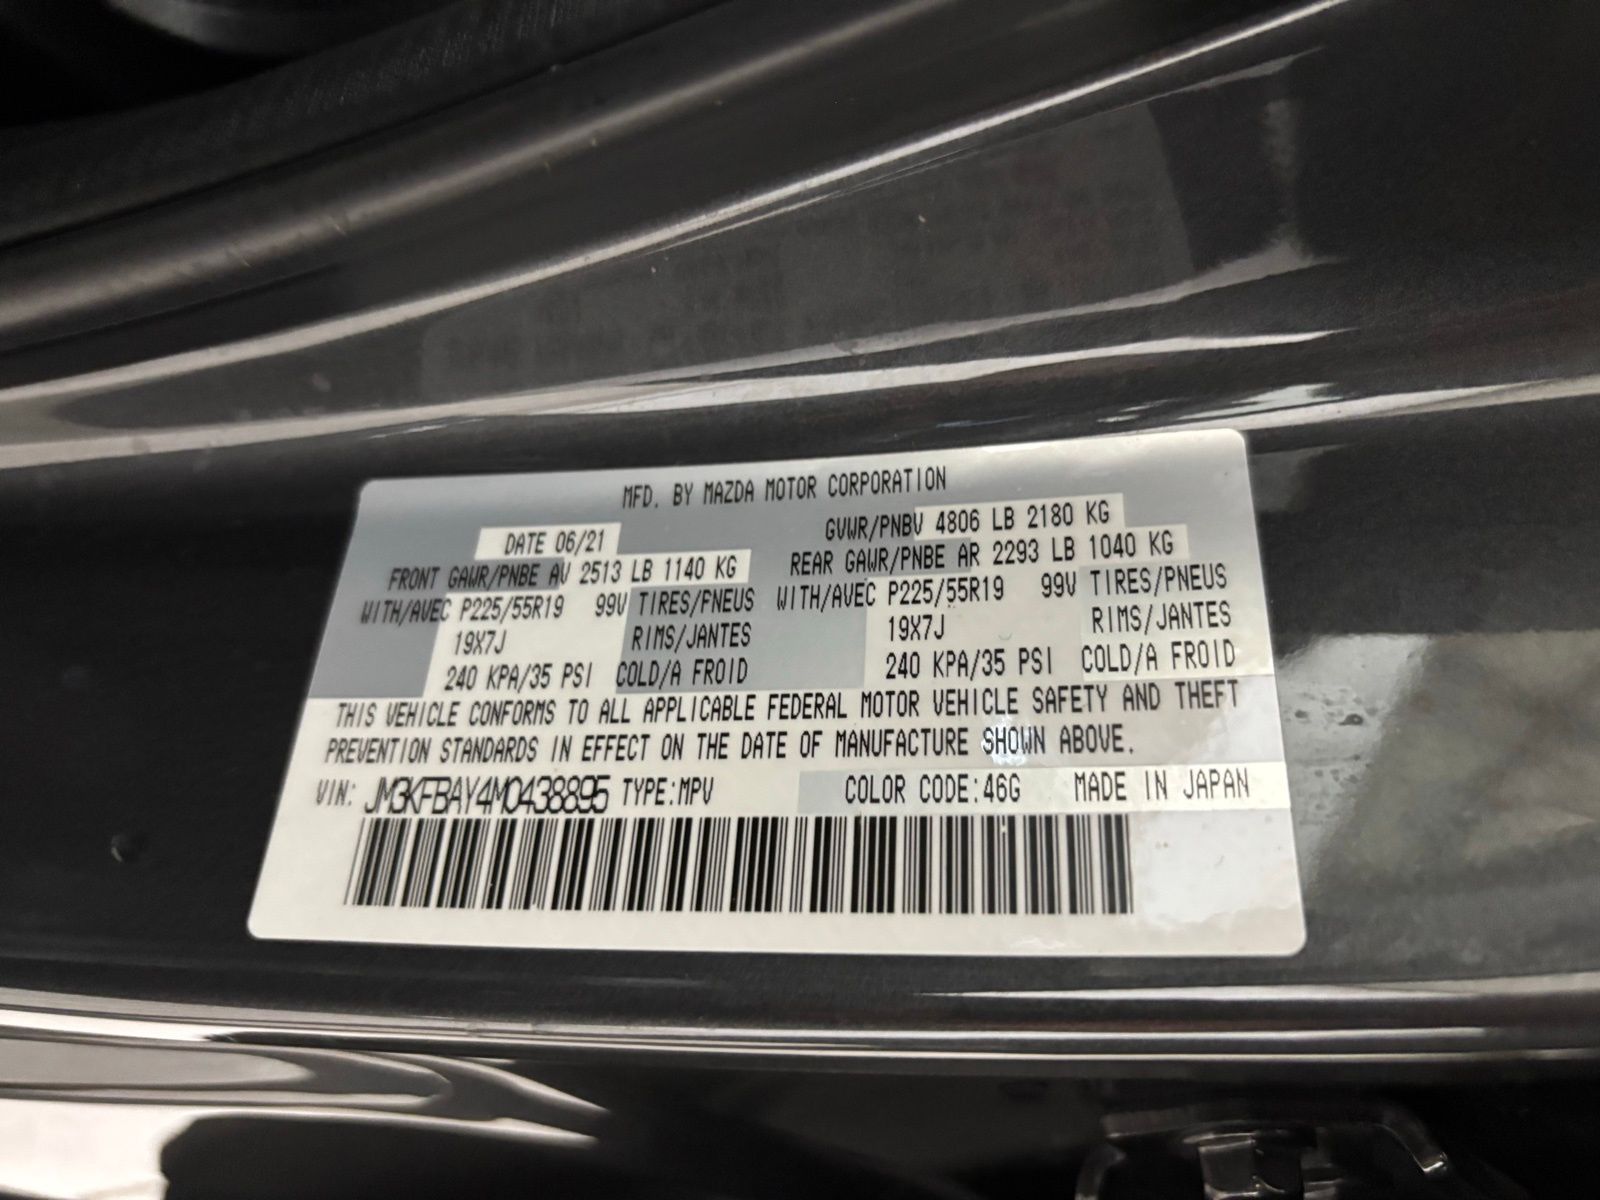 MFD. BY MAZDA MOTOR CORPORATION
DATE 06/21 GVWR/PNBV 4806 LB 2180 KG
FRONT GAWR/PNBE AV 2513 LB 1140 KG REAR GAWR/PNBE AR 2293 LB 1040 KG
WITH/AVEC P225/55R19 99V TIRES/PNEUS WITH/AVEC P225/55R19 99V TIRES/PNEUS
19X7J RIMS/JANTES 19X7J RIMS/JANTES
240 KPA/35 PSI COLD/A FROID 240 KPA/35 PSI COLD/A FROID
THIS VEHICLE CONFORMS TO ALL APPLICABLE FEDERAL MOTOR VEHICLE SAFETY AND THEFT
PREVENTION STANDARDS IN EFFECT ON THE DATE OF MANUFACTURE SHOWN ABOVE.
VIN: JM3KFBAY4M0438895 TYPE:MPV COLOR CODE:46G MADE IN JAPAN